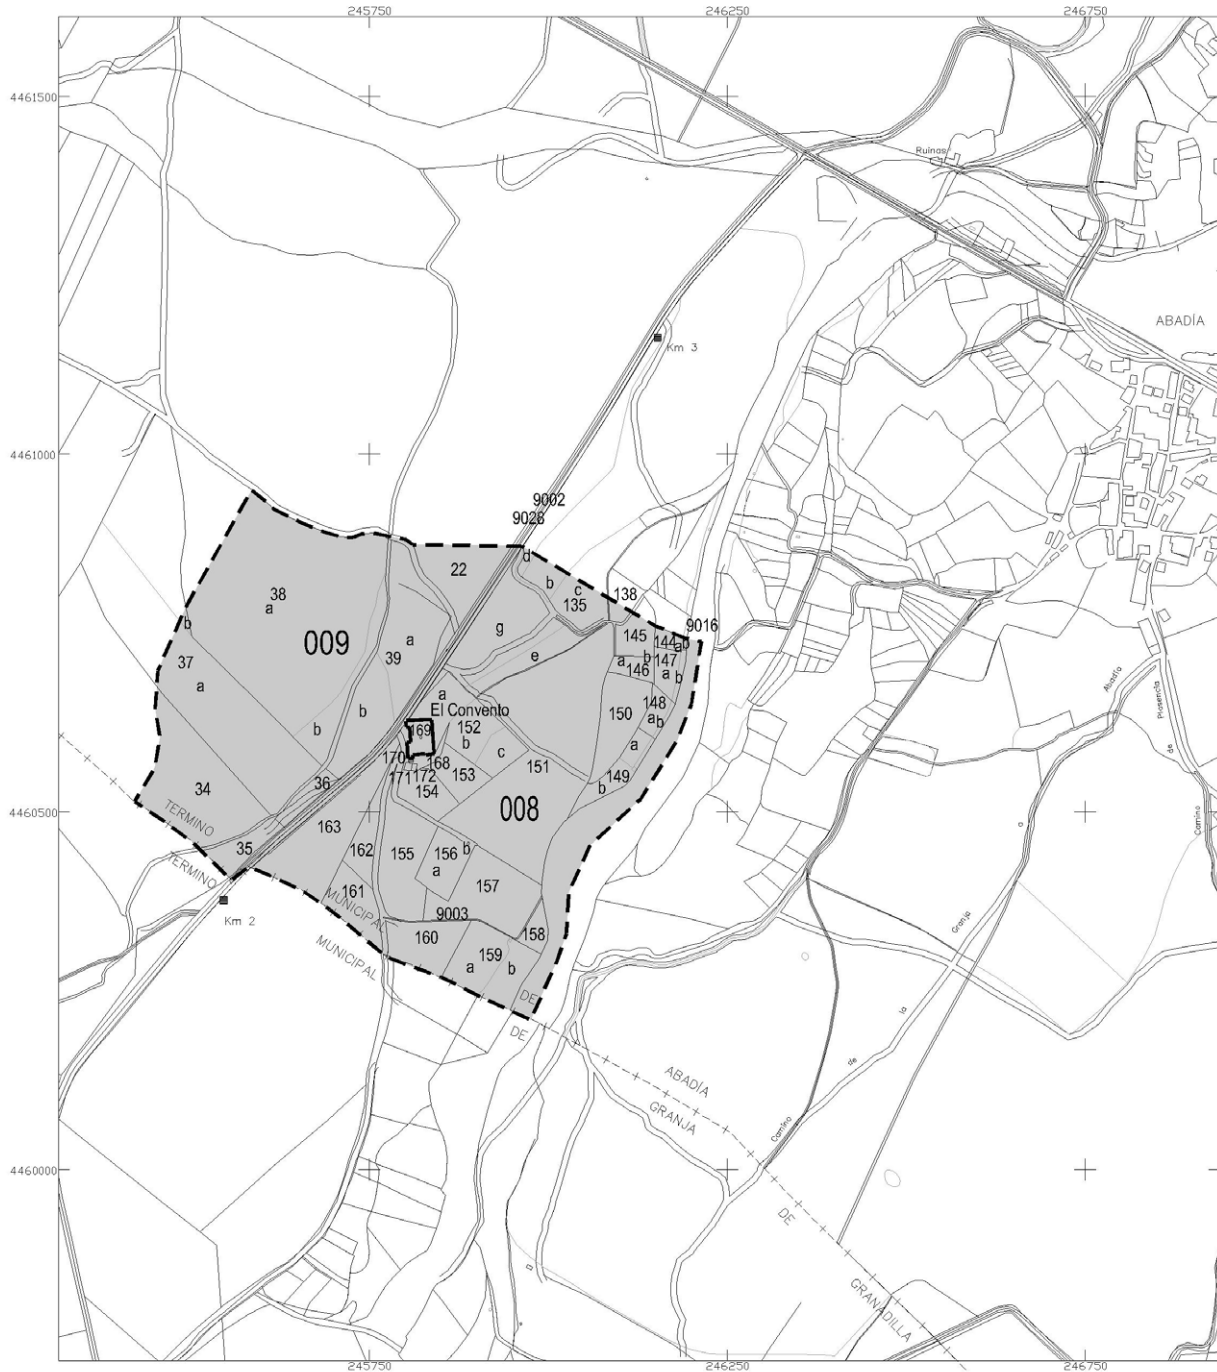 245750
246250
246750
4461500
Ruinas
ABADÍA
Km 3
4461000
9002
9028
d
22
b
c
138
38
135
a
9016
b
g
145
144
a
b
009
a
39
e
b
147
37
a
146
a
b
a
a
148
El Convento
b
150
a
b
152
169
b
b
c
a
170
168
151
171
172
153
149
34
36
154
b
Abadía
Plasencia
de
Camino
TERMINO
008
4460500
163
a
35
162
155
156
b
TERMINO
a
157
161
MUNICIPAL
9003
Km 2
160
158
Granja
MUNICIPAL
159
a
b
DE
la
DE
de
ABADÍA
GRANJA
Camino
4460000
DE
GRANADILLA
245750
246250
246750